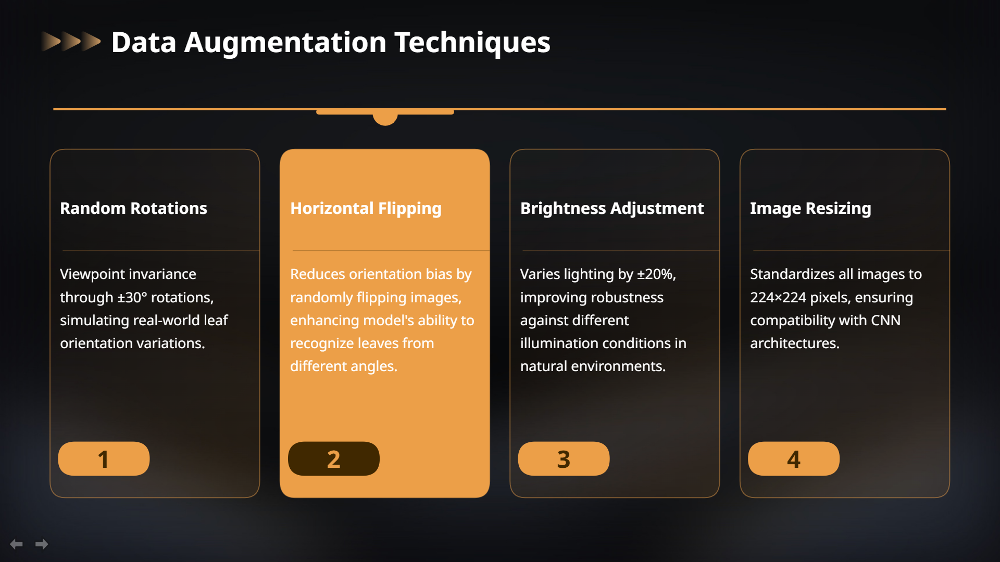 Data Augmentation Techniques
Random Rotations
Viewpoint invariance
through ±30° rotations,
simulating real-world leaf
orientation variations.
1
Horizontal Flipping
Reduces orientation bias by
randomly flipping images,
enhancing model's ability to
recognize leaves from
different angles.
2
Brightness Adjustment
Varies lighting by ±20%,
improving robustness
against different
illumination conditions in
natural environments.
3
Image Resizing
Standardizes all images to
224×224 pixels, ensuring
compatibility with CNN
architectures.
4